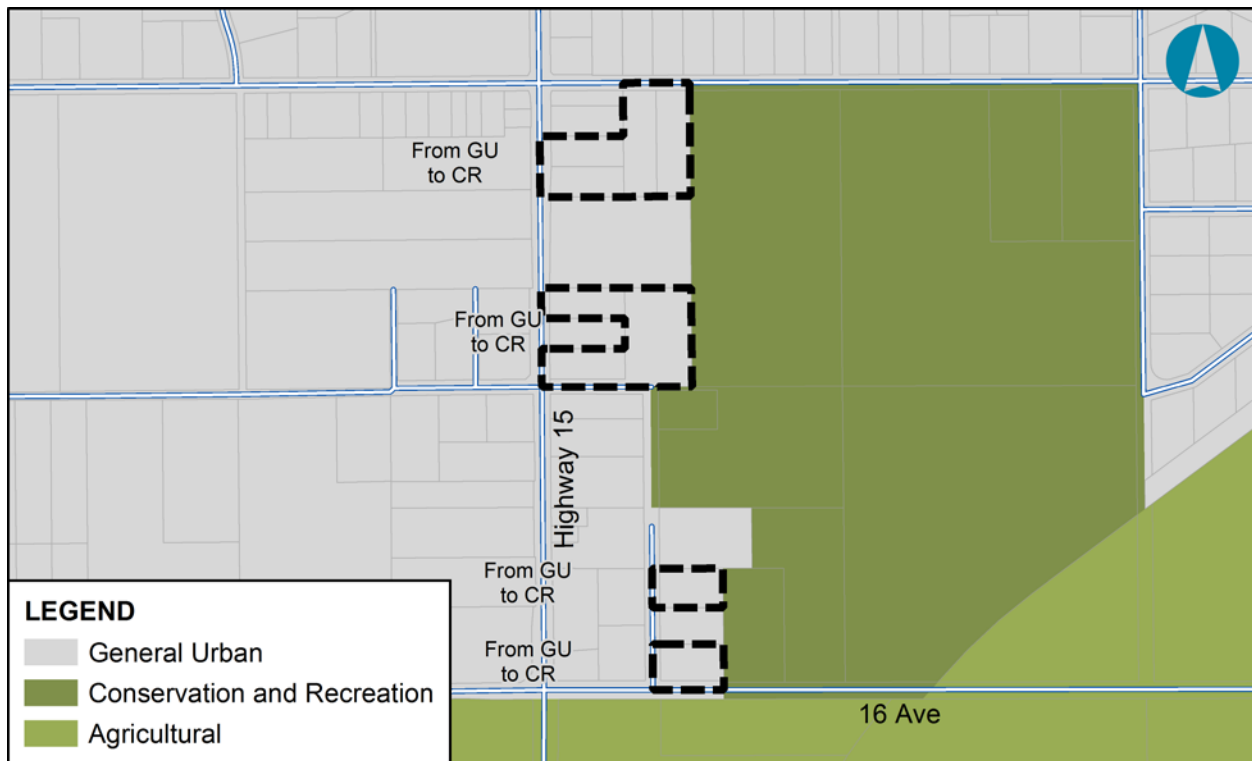 From GU
to CR
From GU
to CR
Highway 15
From GU
to CR
From GU
to CR
16 Ave
LEGEND
General Urban
Conservation and Recreation
Agricultural